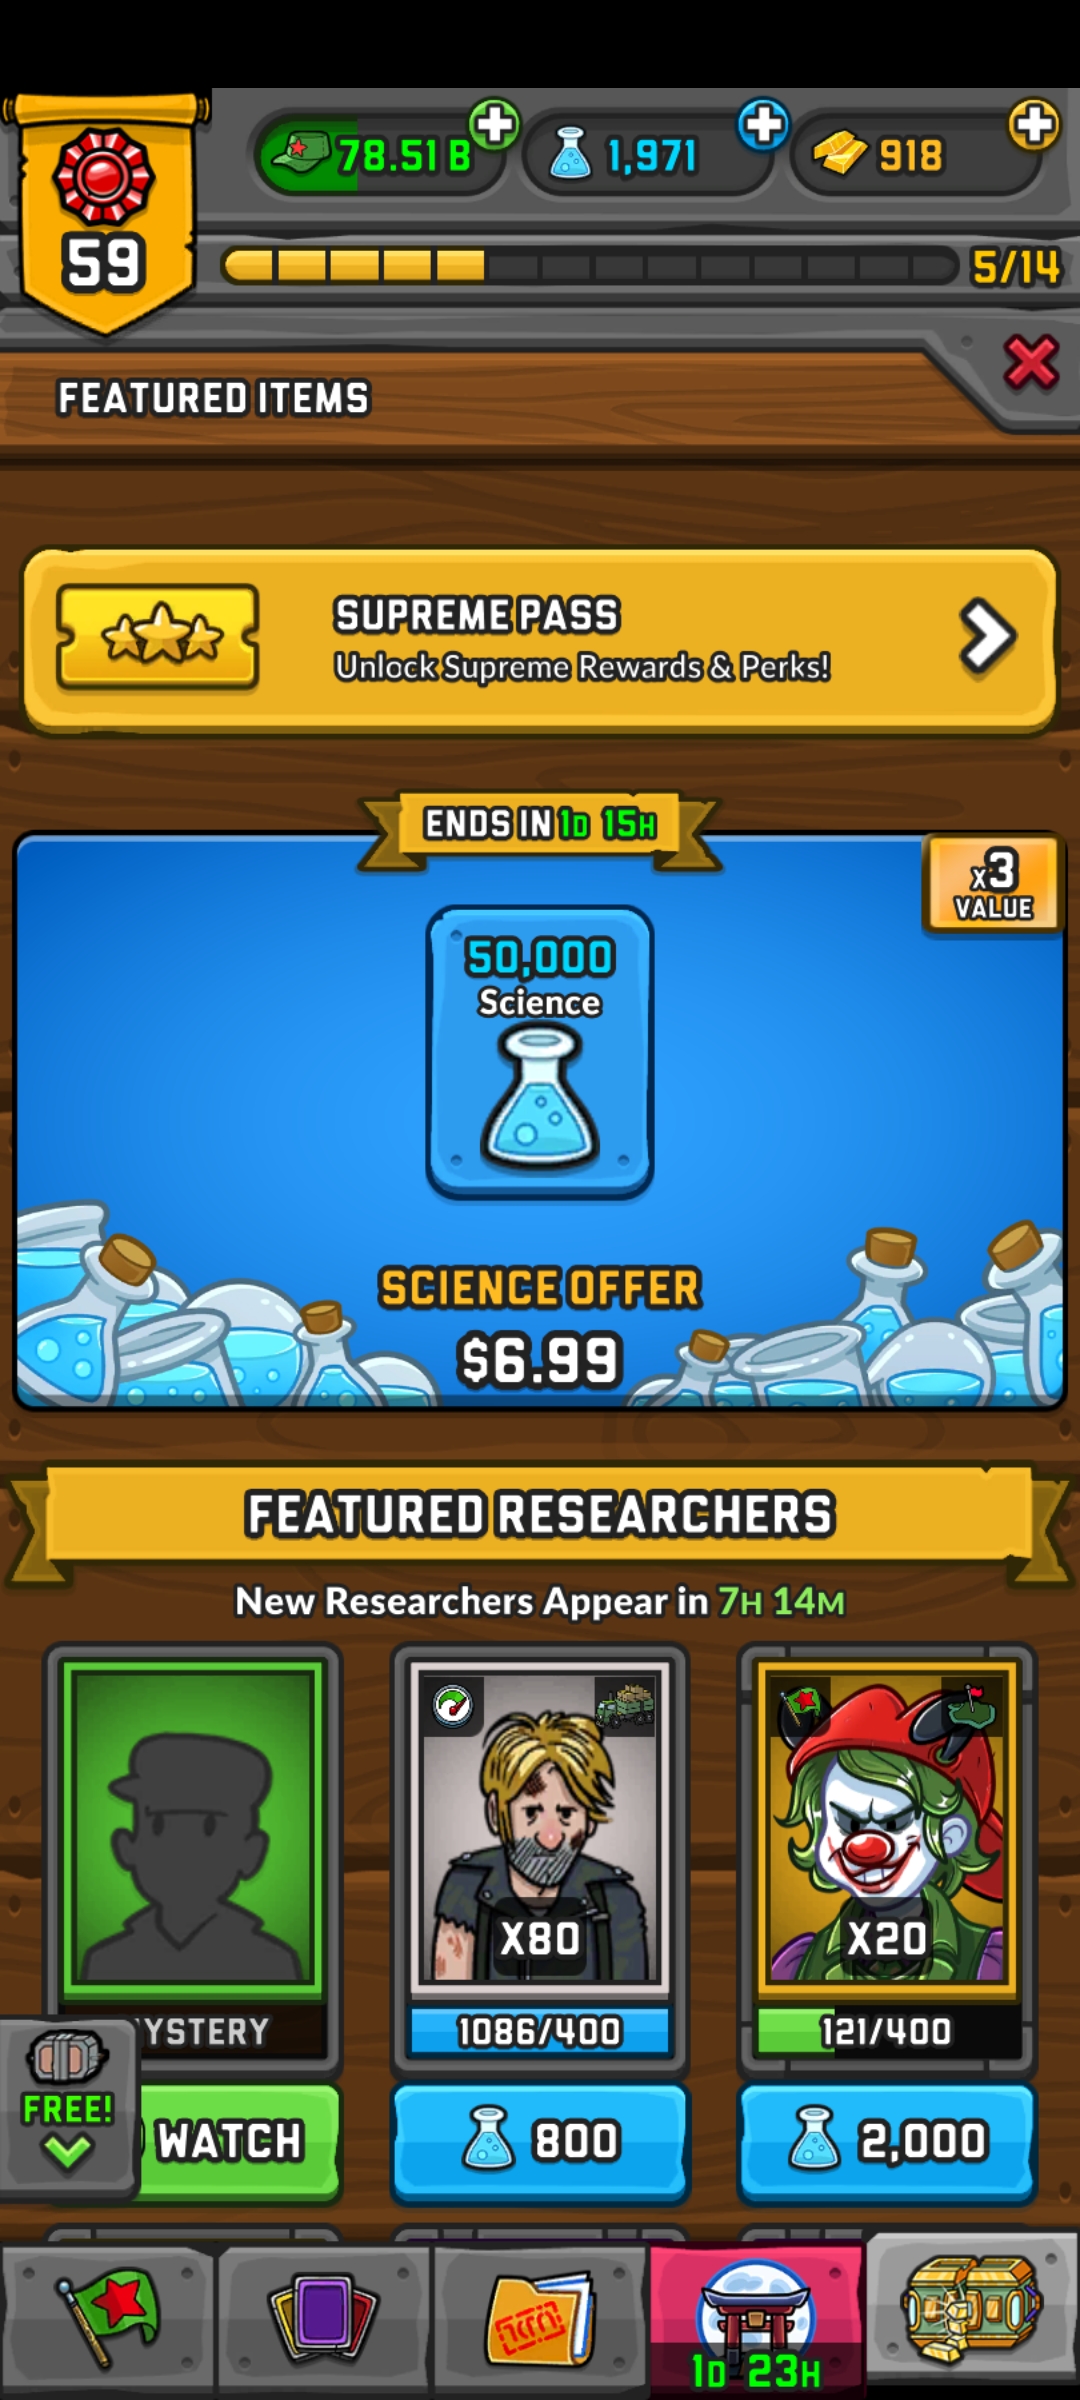 78.51 B
1,971
918
59
5/14
FEATURED ITEMS
SUPREME PASS
Unlock Supreme Rewards & Perks!
ENDS IN 1D 15H
X3
VALUE
50,000
Science
SCIENCE OFFER
$6.99
FEATURED RESEARCHERS
New Researchers Appear in 7H 14M
X80
X20
YSTERY
1086/400
121/400
FREE!
WATCH
800
2,000
1D 23H